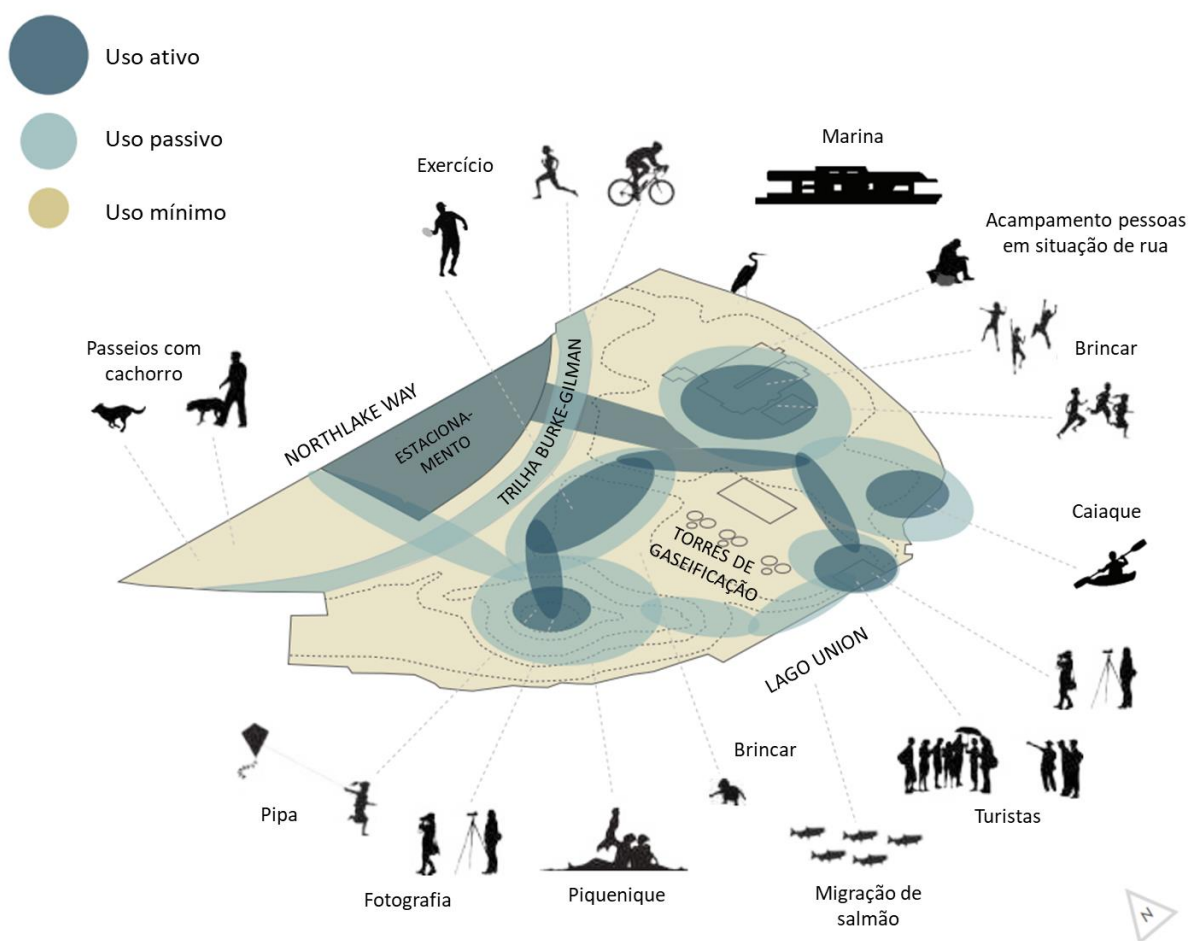 Uso ativo
Uso passivo
Uso mínimo
Marina
Exercício
Acampamento pessoas
em situação de rua
Passeios com
cachorro
Brincar
NORTHLAKE WAY
ESTACIONA-
MENTO
TRILHA BURKE-GILMAN
Caiaque
TORRES DE
GASEIFICAÇÃO
LAGO UNION
Brincar
Pipa
Turistas
Fotografia
Piquenique
Migração de
salmão
N